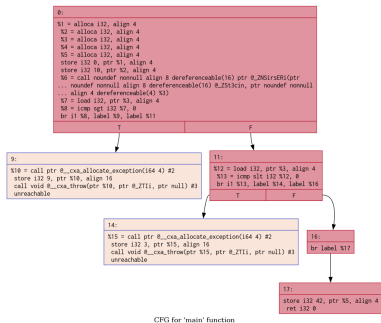 0:
%1 = alloca i32, align 4
%2 = alloca i32, align 4
%3 = alloca i32, align 4
%4 = alloca i32, align 4
%5 = alloca i32, align 4
store i32 0, ptr %1, align 4
store i32 10, ptr %2, align 4
%6 = call noundef nonnull align 8 dereferenceable(16) ptr @_ZNSirsERi(ptr
... noundef nonnull align 8 dereferenceable(16) @_ZSt3cin, ptr noundef nonnull
... align 4 dereferenceable(4) %3)
%7 = load i32, ptr %3, align 4
%8 = icmp sgt i32 %7, 0
br i1 %8, label %9, label %11
T F
9:
%10 = call ptr @__cxa_allocate_exception(i64 4) #2
store i32 9, ptr %10, align 16
call void @__cxa_throw(ptr %10, ptr @_ZTIi, ptr null) #3
unreachable
11:
%12 = load i32, ptr %3, align 4
%13 = icmp slt i32 %12, 0
br i1 %13, label %14, label %16
T F
14:
%15 = call ptr @__cxa_allocate_exception(i64 4) #2
store i32 3, ptr %15, align 16
call void @__cxa_throw(ptr %15, ptr @_ZTIi, ptr null) #3
unreachable
16:
br label %17
17:
store i32 42, ptr %5, align 4
ret i32 0
CFG for 'main' function